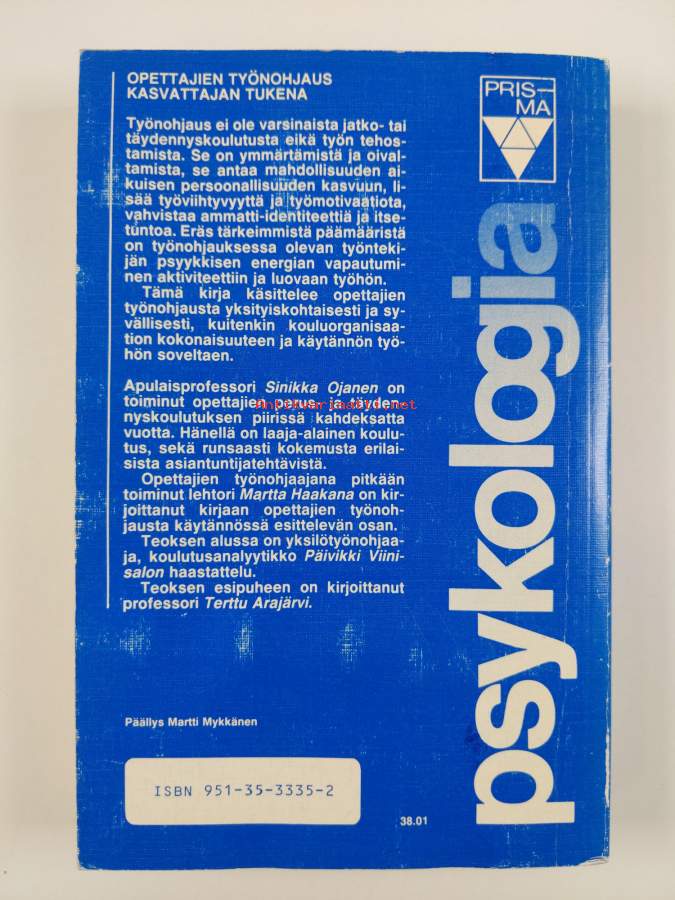 OPETTAJIEN TYÖNOHJAUS
KASVATTAJAN TUKENA
Työnohjaus ei ole varsinaista jatko- tai
täydennyskoulutusta eikä työn tehos-
tamista. Se on ymmärtämistä ja oival-
tamista, se antaa mahdollisuuden ai-
kuisen persoonallisuuden kasvuun, li-
sää työviihtyvyyttä ja työmotivaatiota,
vahvistaa ammatti-identiteettiä ja itse-
tuntoa. Eräs tärkeimmistä päämääristä
on työnohjauksessa olevan työnteki-
jän psyykkisen energian vapautumi-
nen aktiviteettiin ja luovaan työhön.
Tämä kirja käsittelee opettajien
työnohjausta yksityiskohtaisesti ja sy-
vällisesti, kuitenkin kouluorganisaa-
tion kokonaisuuteen ja käytännön työ-
hön soveltaen.
Apulaisprofessori Sinikka Ojanen on
toiminut opettajien perus- ja täyden-
nyskoulutuksen piirissä kahdeksatta
vuotta. Hänellä on laaja-alainen koulu-
tus, sekä runsaasti kokemusta erilai-
sista asiantuntijatehtävistä.
Opettajien työnohjaajana pitkään
toiminut lehtori Martta Haakana on kir-
joittanut kirjaan opettajien työnoh-
jausta käytännössä esittelevän osan.
Teoksen alussa on yksilötyönohjaa-
ja, koulutusanalyytikko Päivikki Viini-
salon haastattelu.
Teoksen esipuheen on kirjoittanut
professori Terttu Arajärvi.
antikvariaatti.net
Päällys Martti Mykkänen
ISBN 951-35-3335-2
38.01
PRIS-
MA
psykologia